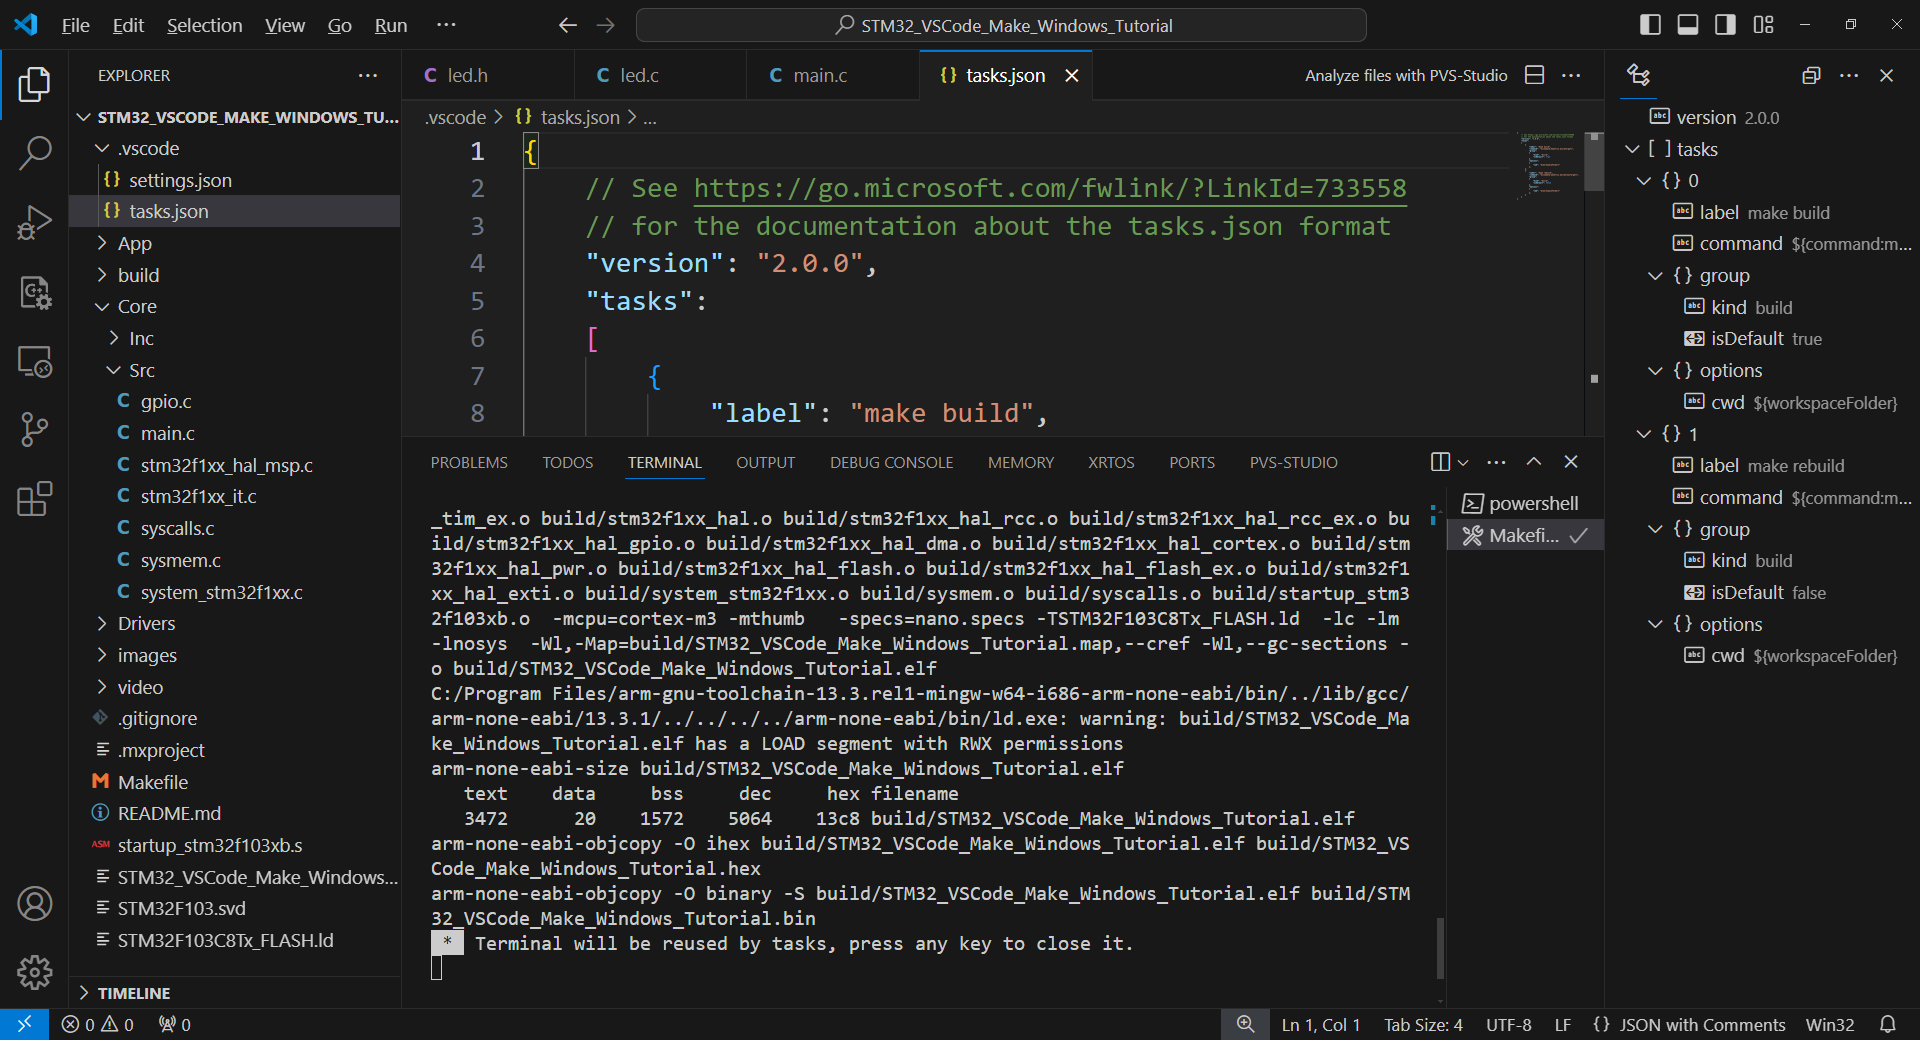 File Edit Selection View Go Run ···
STM32_VSCode_Make_Windows_Tutorial
EXPLORER
STM32_VSCODE_MAKE_WINDOWS_TU...
.vscode
settings.json
tasks.json
App
build
Core
Inc
Src
gpio.c
main.c
stm32f1xx_hal_msp.c
stm32f1xx_it.c
syscalls.c
sysmem.c
system_stm32f1xx.c
Drivers
images
video
.gitignore
.mxproject
Makefile
README.md
startup_stm32f103xb.s
STM32_VSCode_Make_Windows...
STM32F103.svd
STM32F103C8Tx_FLASH.ld
TIMELINE
C led.h
C led.c
C main.c
{} tasks.json
Analyze files with PVS-Studio
.vscode > {} tasks.json > ...
1 {
2 // See https://go.microsoft.com/fwlink/?LinkId=733558
3 // for the documentation about the tasks.json format
4 "version": "2.0.0",
5 "tasks":
6 [
7 {
8 "label": "make build",
PROBLEMS TODOS TERMINAL OUTPUT DEBUG CONSOLE MEMORY XRTOS PORTS PVS-STUDIO
_tim_ex.o build/stm32f1xx_hal.o build/stm32f1xx_hal_rcc.o build/stm32f1xx_hal_rcc_ex.o bu
ild/stm32f1xx_hal_gpio.o build/stm32f1xx_hal_dma.o build/stm32f1xx_hal_cortex.o build/stm
32f1xx_hal_pwr.o build/stm32f1xx_hal_flash.o build/stm32f1xx_hal_flash_ex.o build/stm32f1
xx_hal_exti.o build/system_stm32f1xx.o build/sysmem.o build/syscalls.o build/startup_stm3
2f103xb.o -mcpu=cortex-m3 -mthumb -specs=nano.specs -TSTM32F103C8Tx_FLASH.ld -lc -lm
-lnosys -Wl,-Map=build/STM32_VSCode_Make_Windows_Tutorial.map,--cref -Wl,--gc-sections -
o build/STM32_VSCode_Make_Windows_Tutorial.elf
C:/Program Files/arm-gnu-toolchain-13.3.rel1-mingw-w64-i686-arm-none-eabi/bin/../lib/gcc/
arm-none-eabi/13.3.1/../../../../arm-none-eabi/bin/ld.exe: warning: build/STM32_VSCode_Ma
ke_Windows_Tutorial.elf has a LOAD segment with RWX permissions
arm-none-eabi-size build/STM32_VSCode_Make_Windows_Tutorial.elf
text data bss dec hex filename
3472 20 1572 5064 13c8 build/STM32_VSCode_Make_Windows_Tutorial.elf
arm-none-eabi-objcopy -O ihex build/STM32_VSCode_Make_Windows_Tutorial.elf build/STM32_VS
Code_Make_Windows_Tutorial.hex
arm-none-eabi-objcopy -O binary -S build/STM32_VSCode_Make_Windows_Tutorial.elf build/STM
32_VSCode_Make_Windows_Tutorial.bin
* Terminal will be reused by tasks, press any key to close it.
powershell
Makefi...
version 2.0.0
[ ] tasks
{} 0
label make build
command ${command:m...
{} group
kind build
isDefault true
{} options
cwd ${workspaceFolder}
{} 1
label make rebuild
command ${command:m...
{} group
kind build
isDefault false
{} options
cwd ${workspaceFolder}
0 0 0
Ln 1, Col 1 Tab Size: 4 UTF-8 LF {} JSON with Comments Win32